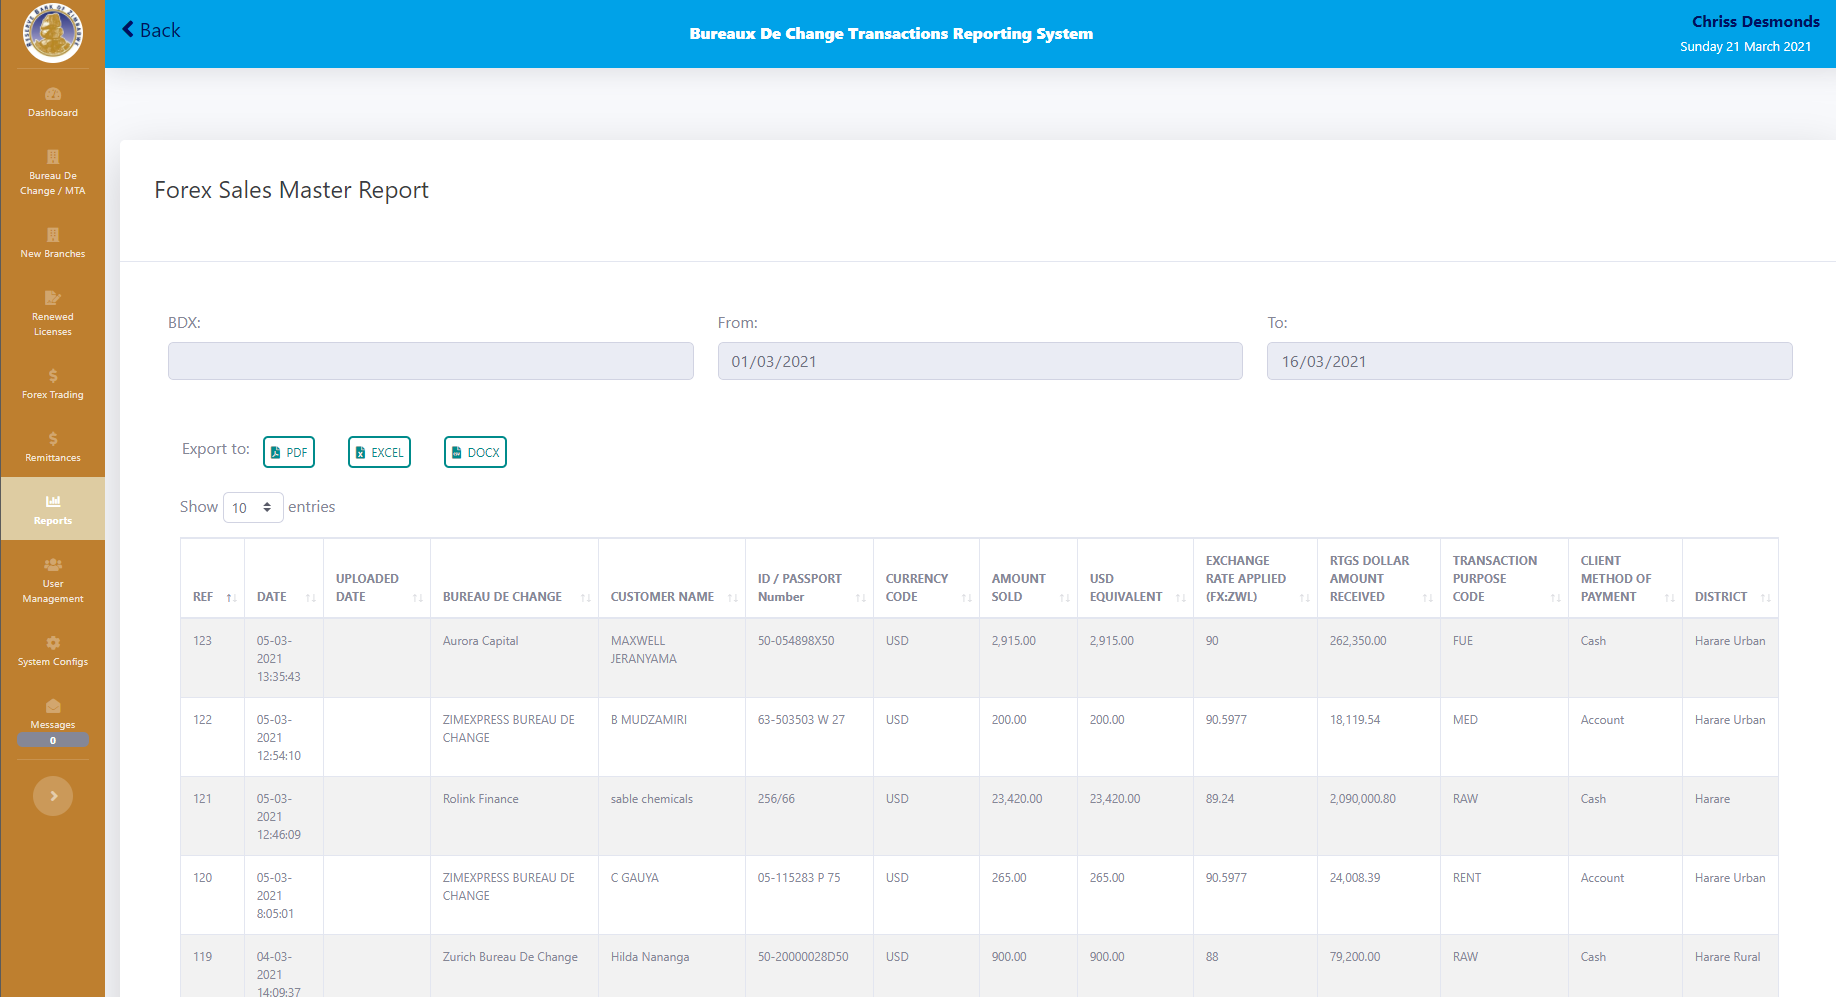 RESERVE BANK OF ZIMBABWE
Back
Bureaux De Change Transactions Reporting System
Chriss Desmonds
Sunday 21 March 2021
Dashboard
Bureau De
Change / MTA
New Branches
Renewed
Licenses
Forex Trading
Remittances
Reports
User
Management
System Configs
Messages
0
Forex Sales Master Report
BDX:
From:
To:
01/03/2021
16/03/2021
Export to:
PDF
EXCEL
DOCX
Show 10 entries
REF
DATE
UPLOADED
DATE
BUREAU DE CHANGE
CUSTOMER NAME
ID / PASSPORT
Number
CURRENCY
CODE
AMOUNT
SOLD
USD
EQUIVALENT
EXCHANGE
RATE APPLIED
(FX:ZWL)
RTGS DOLLAR
AMOUNT
RECEIVED
TRANSACTION
PURPOSE
CODE
CLIENT
METHOD OF
PAYMENT
DISTRICT
123
05-03-
2021
13:35:43
Aurora Capital
MAXWELL
JERANYAMA
50-054898X50
USD
2,915.00
2,915.00
90
262,350.00
FUE
Cash
Harare Urban
122
05-03-
2021
12:54:10
ZIMEXPRESS BUREAU DE
CHANGE
B MUDZAMIRI
63-503503 W 27
USD
200.00
200.00
90.5977
18,119.54
MED
Account
Harare Urban
121
05-03-
2021
12:46:09
Rolink Finance
sable chemicals
256/66
USD
23,420.00
23,420.00
89.24
2,090,000.80
RAW
Cash
Harare
120
05-03-
2021
8:05:01
ZIMEXPRESS BUREAU DE
CHANGE
C GAUYA
05-115283 P 75
USD
265.00
265.00
90.5977
24,008.39
RENT
Account
Harare Urban
119
04-03-
2021
14:09:37
Zurich Bureau De Change
Hilda Nananga
50-20000028D50
USD
900.00
900.00
88
79,200.00
RAW
Cash
Harare Rural